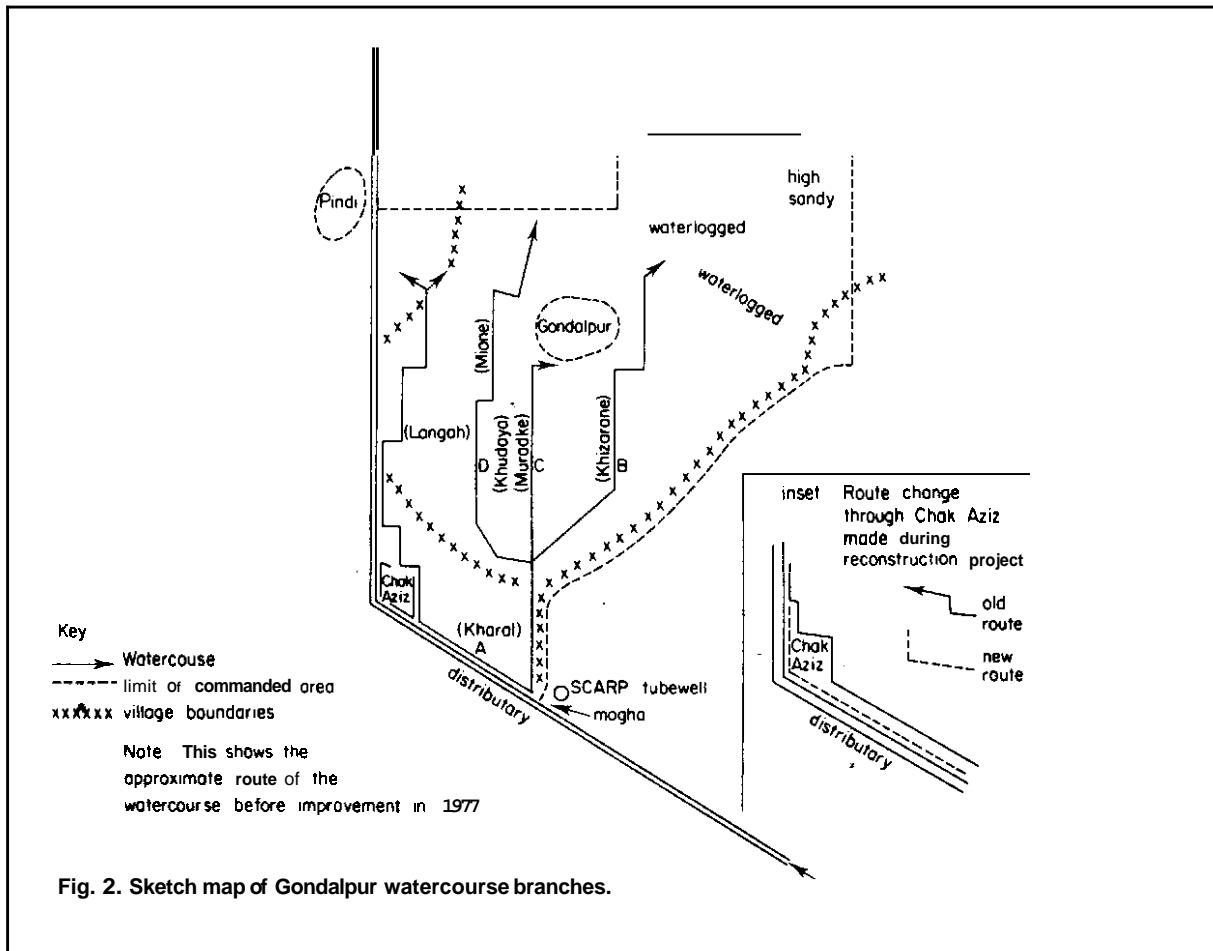 Pindi
high
sandy
waterlogged
waterlogged
Gondalpur
(Mione)
(Langah)
D
(Khudaya)
(Muradke)
C
(Khizarane)
B
Chak
Aziz
(Kharal)
A
distributary
SCARP tubewell
mogha
Key
Watercouse
limit of commanded area
xxxxxx village boundaries
Note This shows the
approximate route of the
watercourse before improvement in 1977
inset Route change
through Chak Aziz
made during
reconstruction project
old
route
new
route
Chak
Aziz
distributary
Fig. 2. Sketch map of Gondalpur watercourse branches.